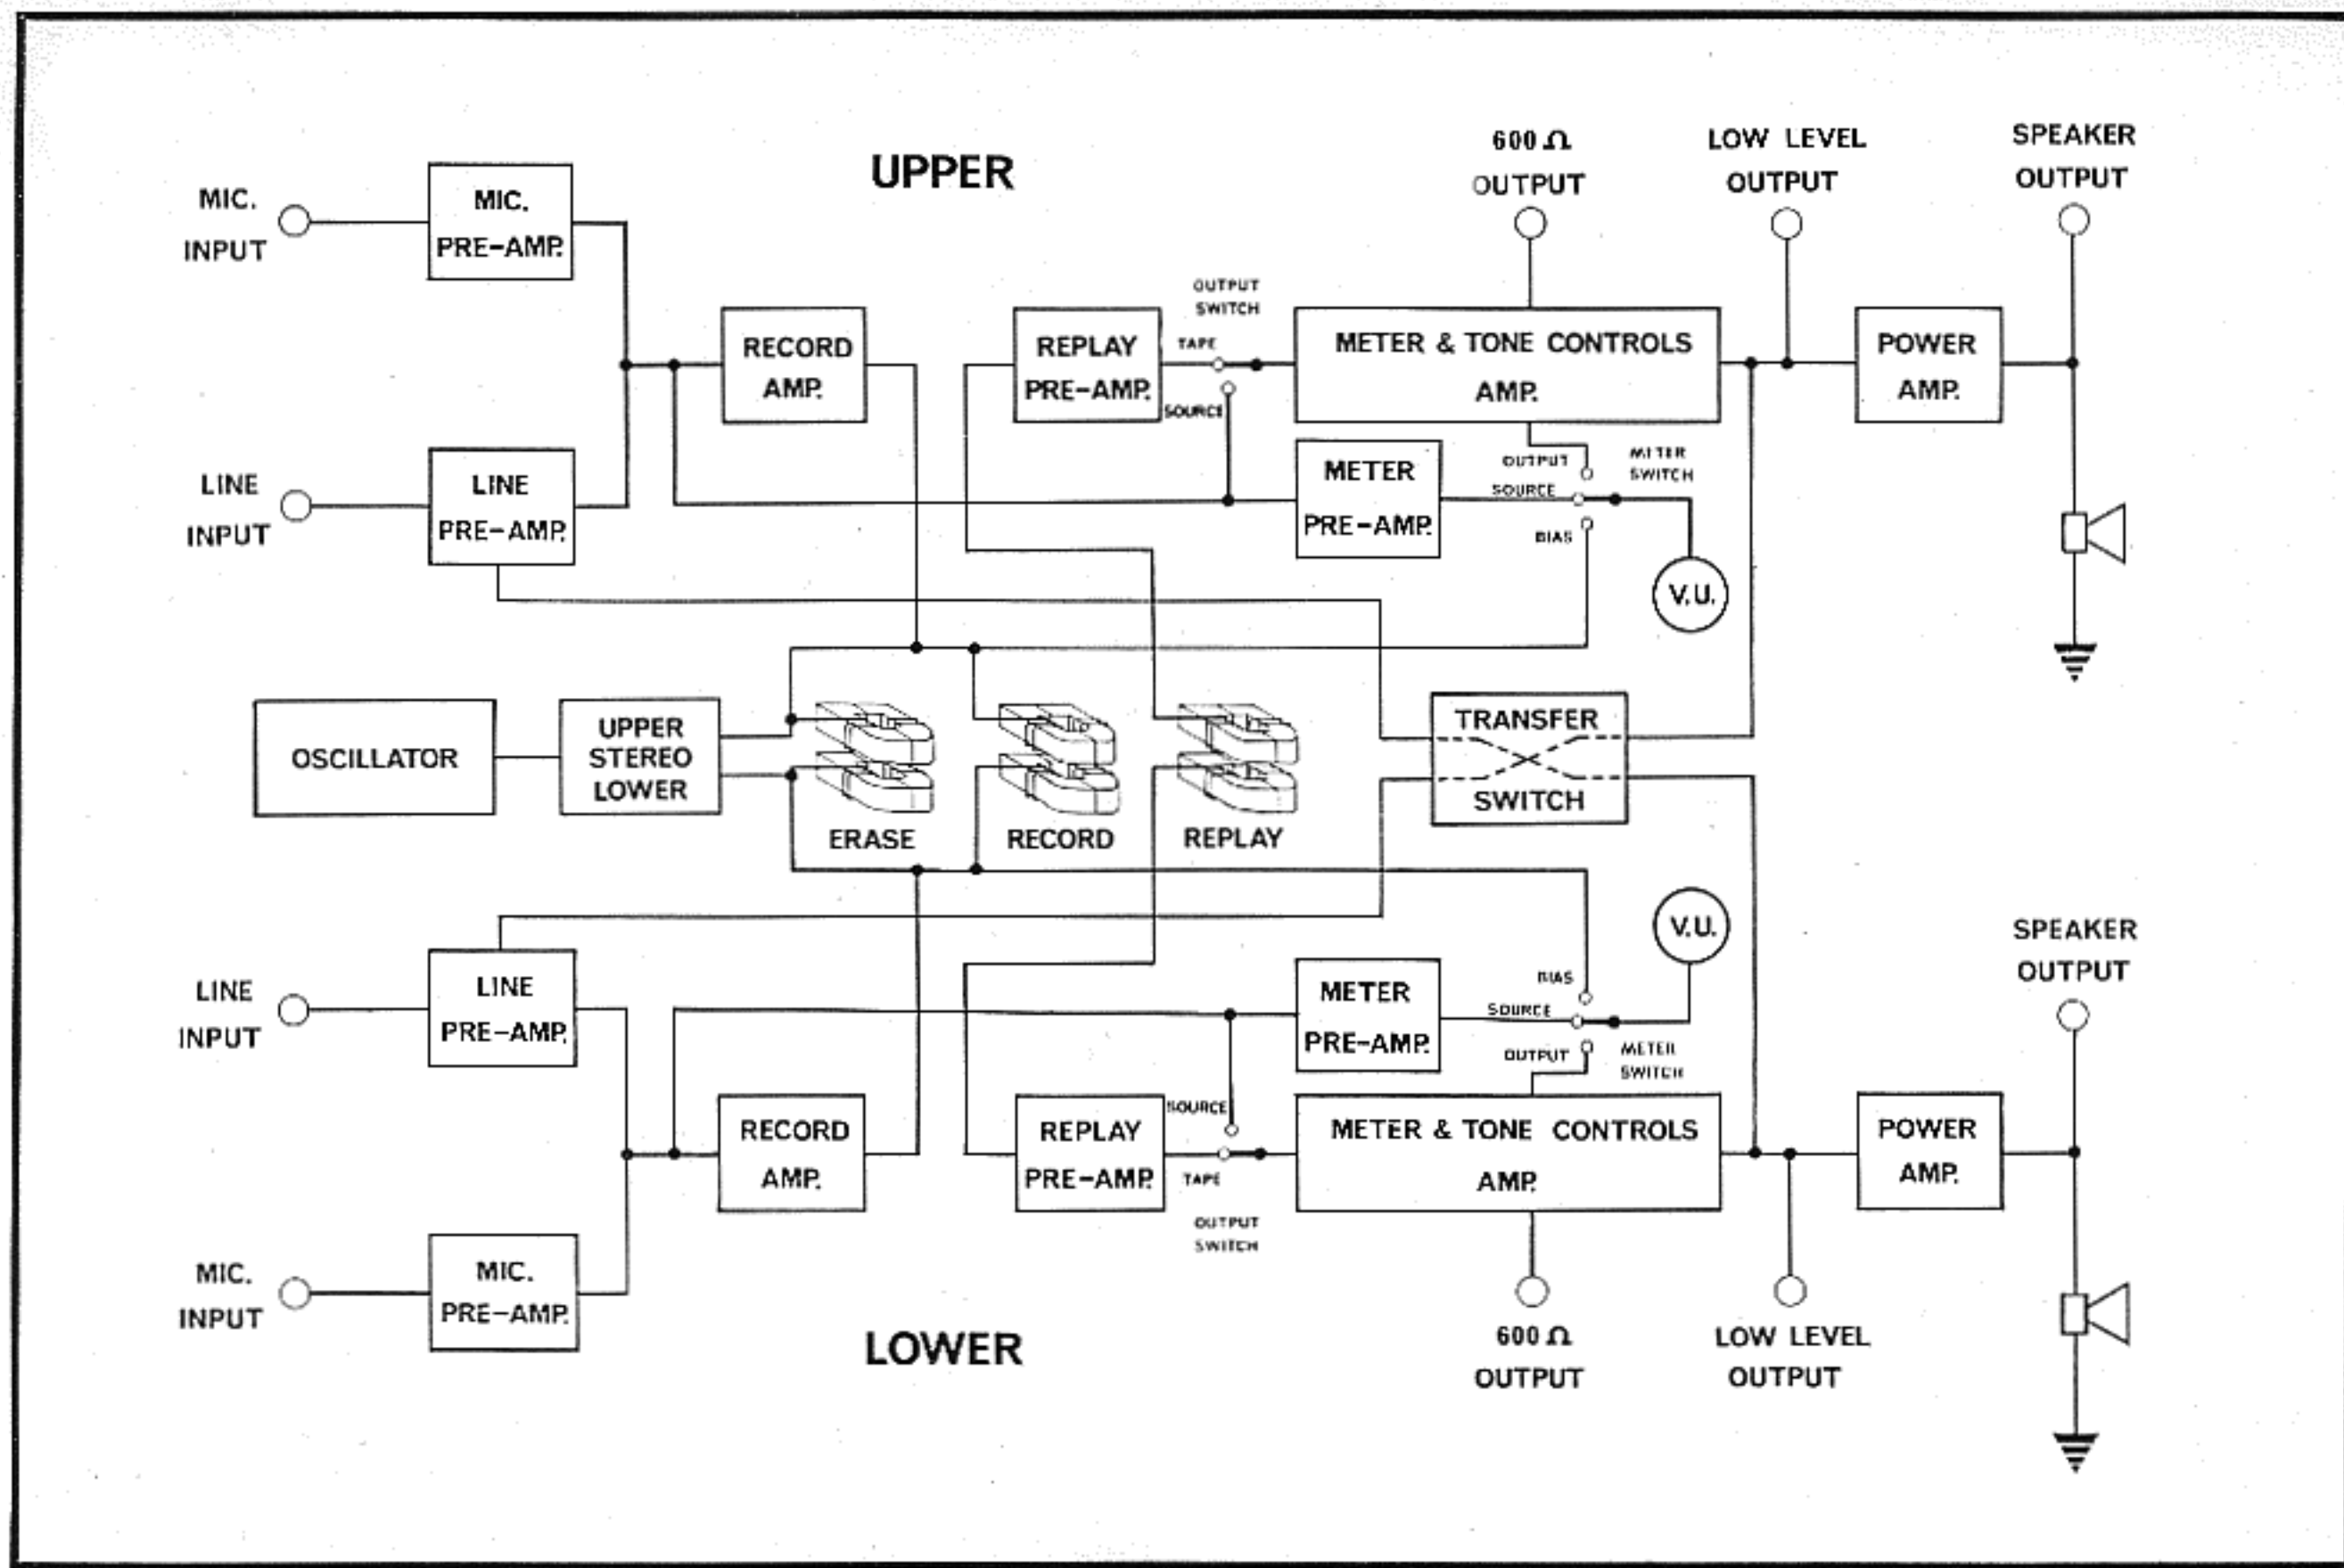 UPPER
600 Ω
OUTPUT
LOW LEVEL
OUTPUT
SPEAKER
OUTPUT
MIC.
INPUT
MIC.
PRE-AMP.
RECORD
AMP.
REPLAY
PRE-AMP.
OUTPUT
SWITCH
TAPE
SOURCE
METER & TONE CONTROLS
AMP.
POWER
AMP.
LINE
INPUT
LINE
PRE-AMP.
METER
PRE-AMP.
OUTPUT
SOURCE
BIAS
METER
SWITCH
V.U.
OSCILLATOR
UPPER
STEREO
LOWER
ERASE
RECORD
REPLAY
TRANSFER
SWITCH
V.U.
LINE
INPUT
LINE
PRE-AMP.
METER
PRE-AMP.
BIAS
SOURCE
OUTPUT
METER
SWITCH
SPEAKER
OUTPUT
RECORD
AMP.
REPLAY
PRE-AMP.
SOURCE
TAPE
OUTPUT
SWITCH
METER & TONE CONTROLS
AMP.
POWER
AMP.
MIC.
INPUT
MIC.
PRE-AMP.
LOWER
600 Ω
OUTPUT
LOW LEVEL
OUTPUT